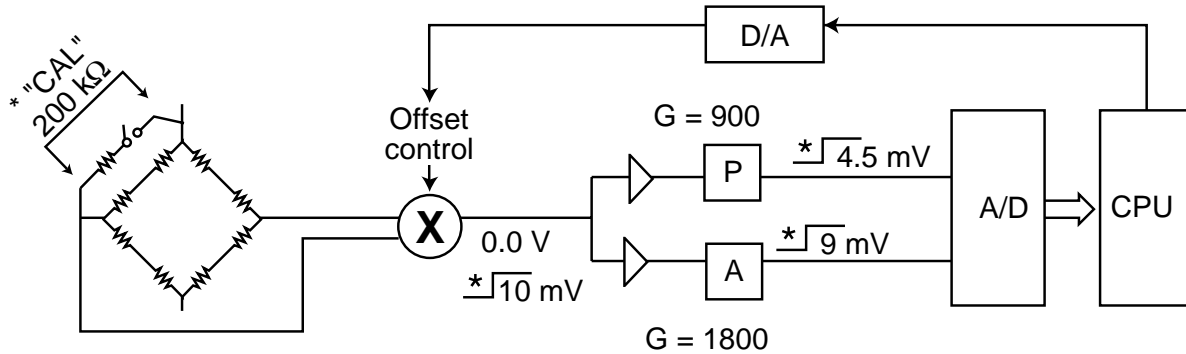 D/A
* "CAL"
200 kΩ
Offset
control
G = 900
* 4.5 mV
P
A/D
CPU
X
0.0 V
* 10 mV
* 9 mV
A
G = 1800